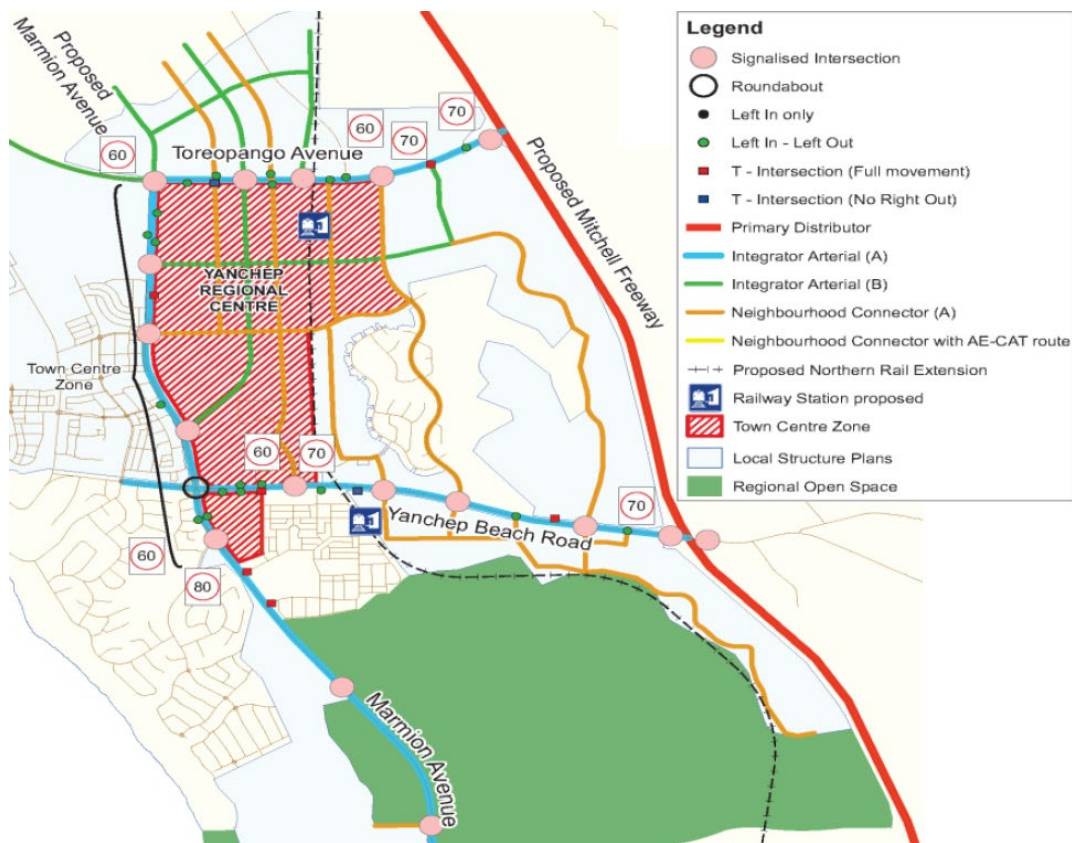 Proposed
Marmion Avenue
60
Toreopango Avenue
60
70
70
Proposed Mitchell Freeway
YANCHEP
REGIONAL
CENTRE
Town Centre
Zone
60
70
Yanchep Beach Road
70
60
80
Marmion Avenue
Legend
Signalised Intersection
Roundabout
Left In only
Left In - Left Out
T - Intersection (Full movement)
T - Intersection (No Right Out)
Primary Distributor
Integrator Arterial (A)
Integrator Arterial (B)
Neighbourhood Connector (A)
Neighbourhood Connector with AE-CAT route
Proposed Northern Rail Extension
Railway Station proposed
Town Centre Zone
Local Structure Plans
Regional Open Space